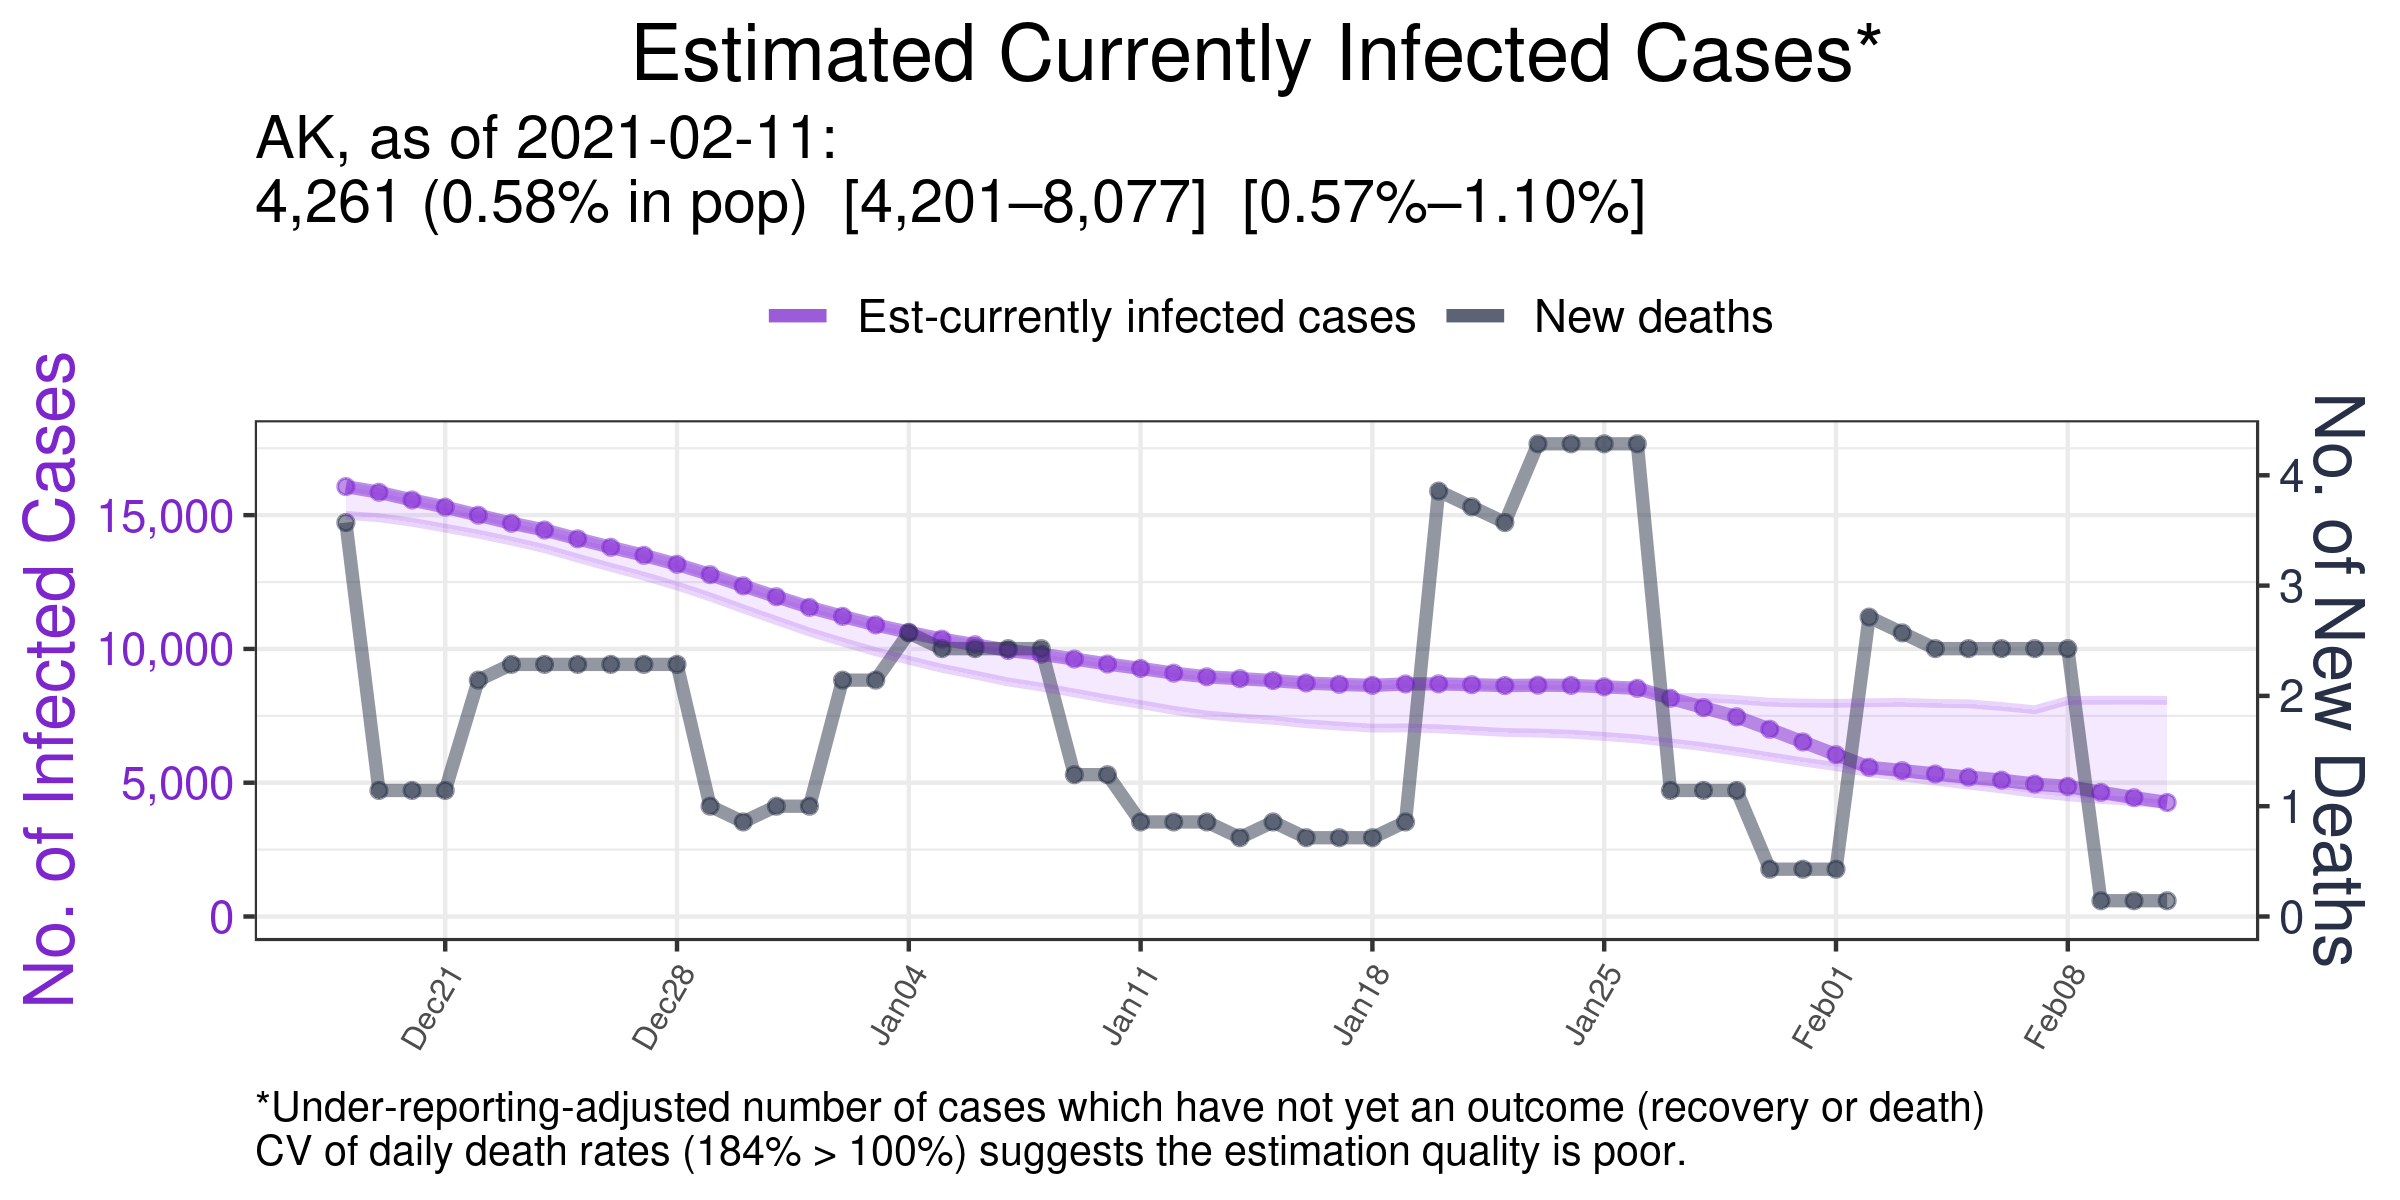 Estimated Currently Infected Cases*
AK, as of 2021-02-11:
4,261 (0.58% in pop) [4,201–8,077] [0.57%–1.10%]
Est-currently infected cases New deaths
No. of Infected Cases
15,000
10,000
5,000
0
4
3
2
1
0
No. of New Deaths
Dec21 Dec28 Jan04 Jan11 Jan18 Jan25 Feb01 Feb08
*Under-reporting-adjusted number of cases which have not yet an outcome (recovery or death)
CV of daily death rates (184% > 100%) suggests the estimation quality is poor.